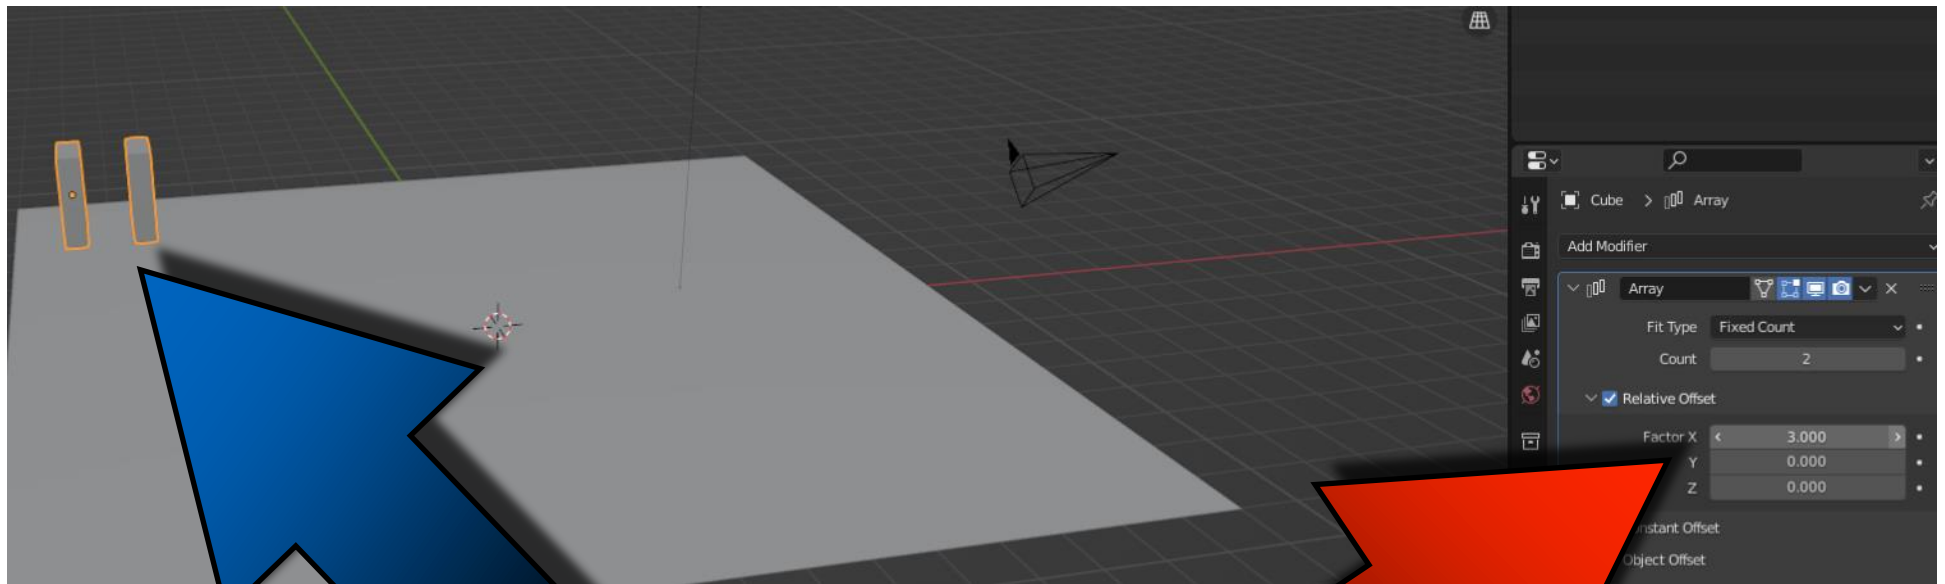 Cube > Array
Add Modifier
Array
Fit Type Fixed Count
Count 2
Relative Offset
Factor X 3.000
Y 0.000
Z 0.000
Offset
Object Offset